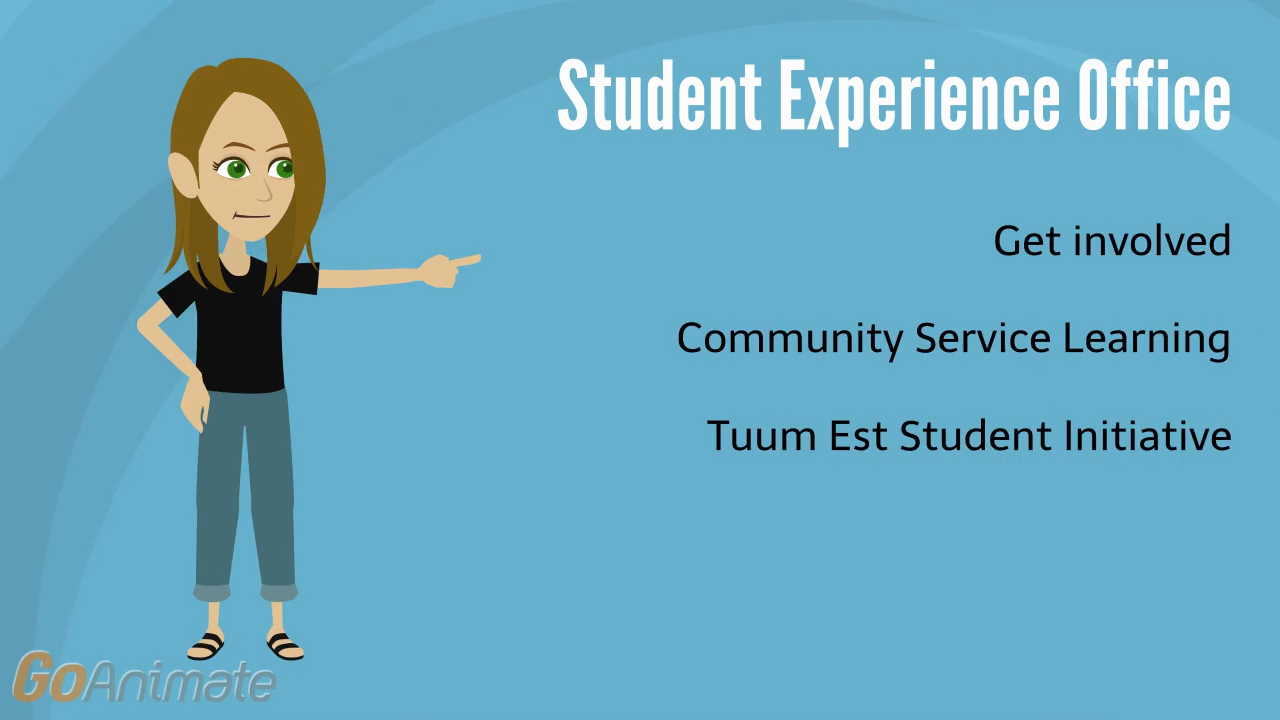 Student Experience Office
Get involved
Community Service Learning
Tuum Est Student Initiative
GoAnimate